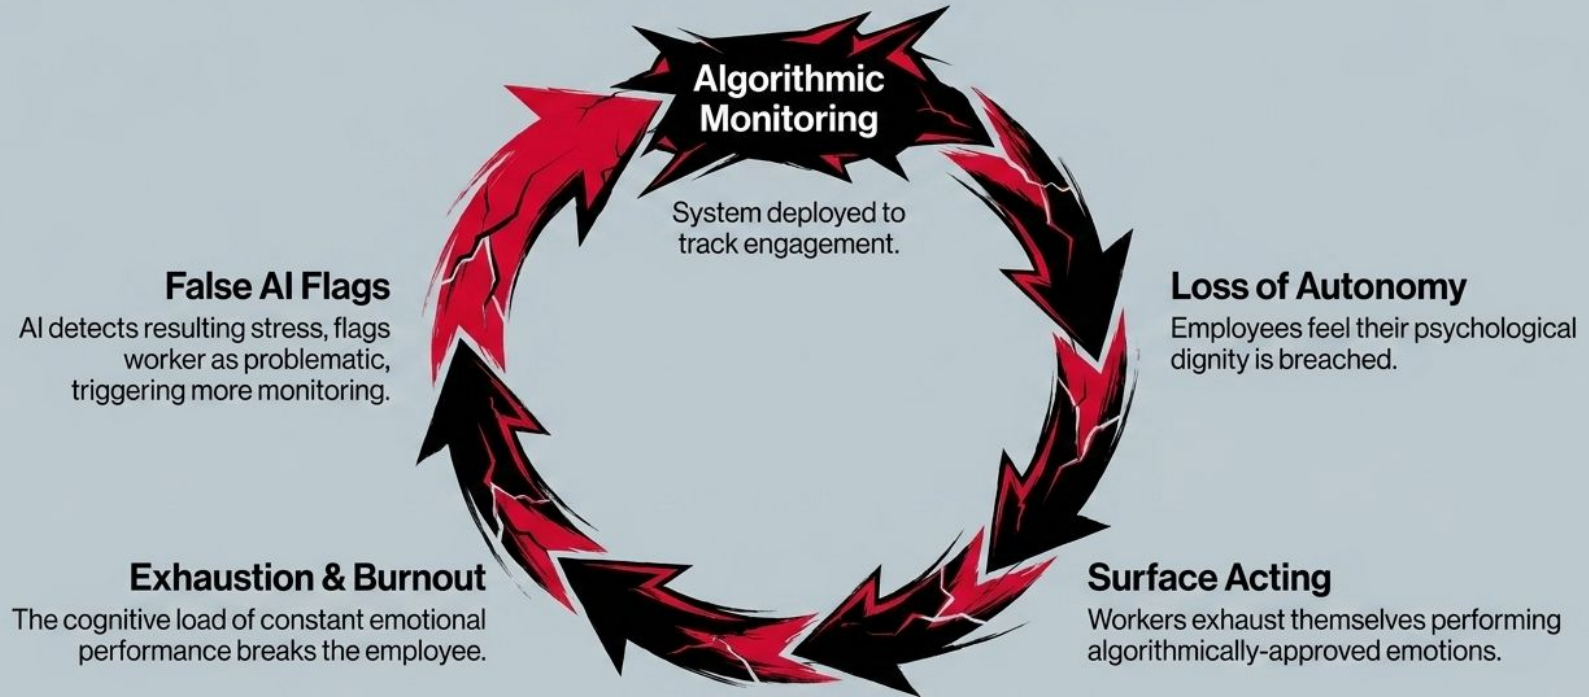 Algorithmic
Monitoring
System deployed to
track engagement.
Loss of Autonomy
Employees feel their psychological
dignity is breached.
Surface Acting
Workers exhaust themselves performing
algorithmically-approved emotions.
Exhaustion & Burnout
The cognitive load of constant emotional
performance breaks the employee.
False AI Flags
AI detects resulting stress, flags
worker as problematic,
triggering more monitoring.